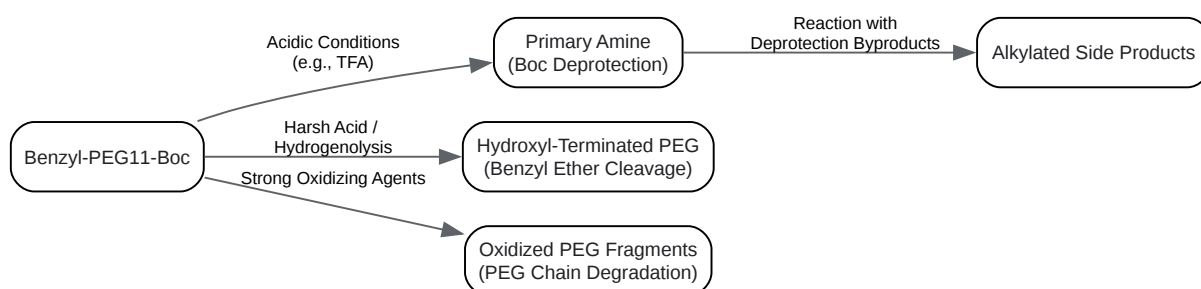 Acidic Conditions
(e.g., TFA)
Primary Amine
(Boc Deprotection)
Reaction with
Deprotection Byproducts
Alkylated Side Products
Benzyl-PEG11-Boc
Harsh Acid /
Hydrogenolysis
Hydroxyl-Terminated PEG
(Benzyl Ether Cleavage)
Strong Oxidizing Agents
Oxidized PEG Fragments
(PEG Chain Degradation)